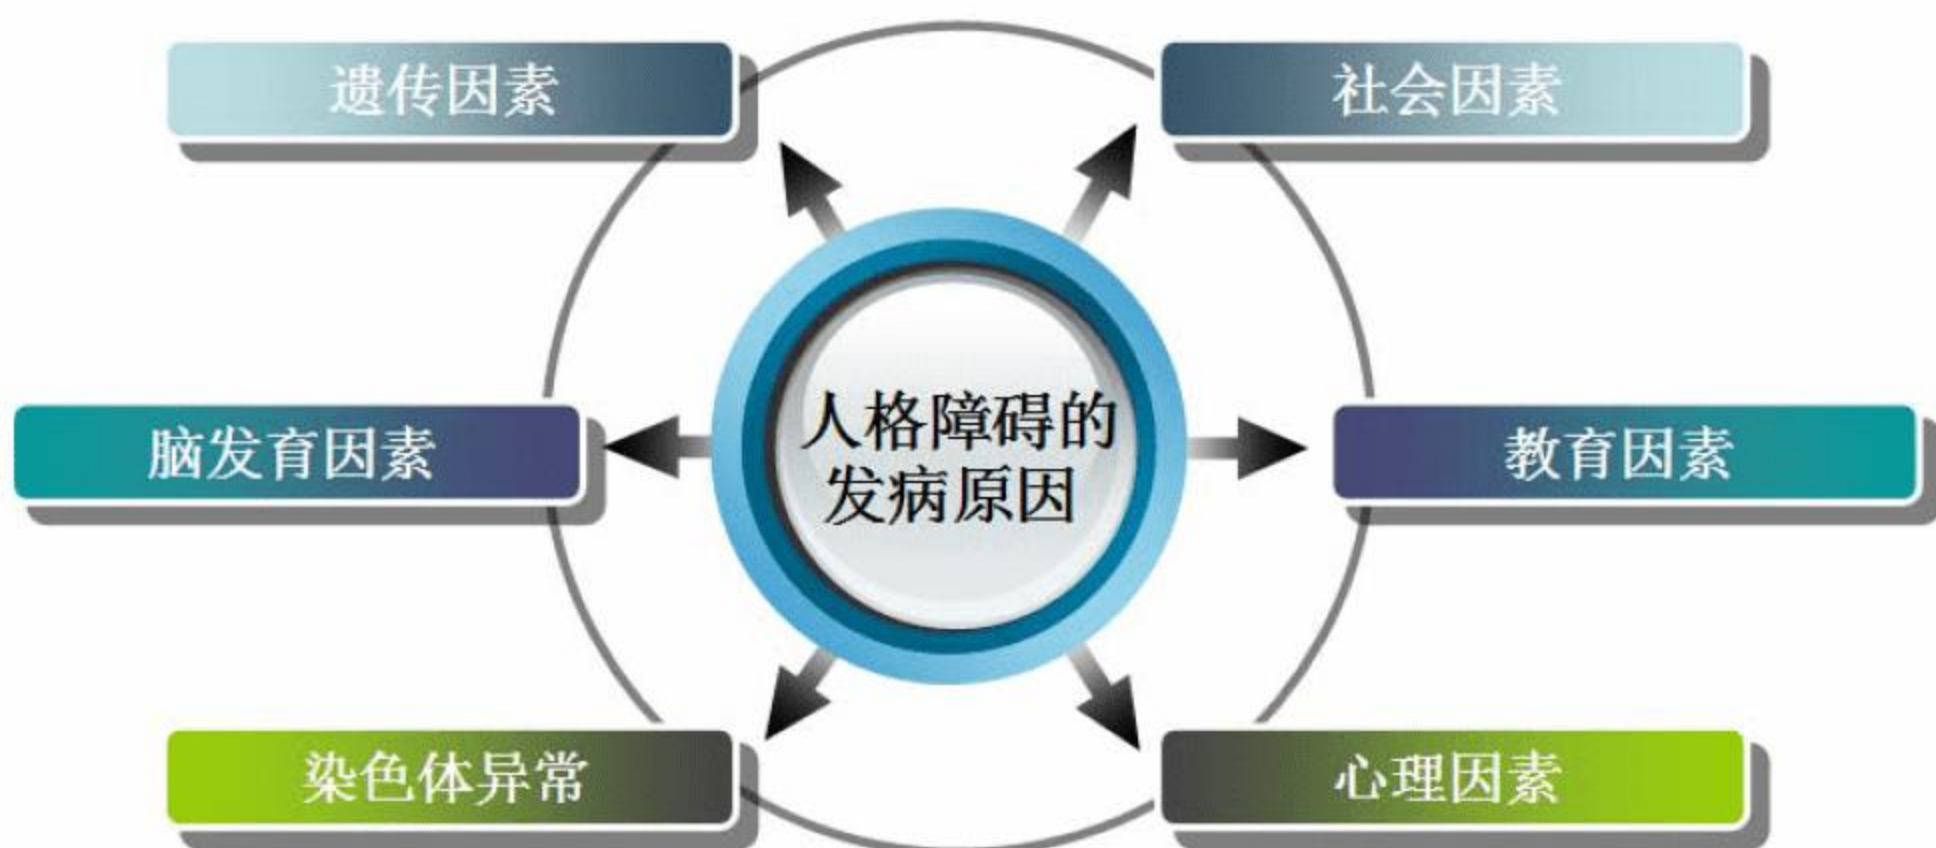 遗传因素
社会因素
脑发育因素
人格障碍的
发病原因
教育因素
染色体异常
心理因素